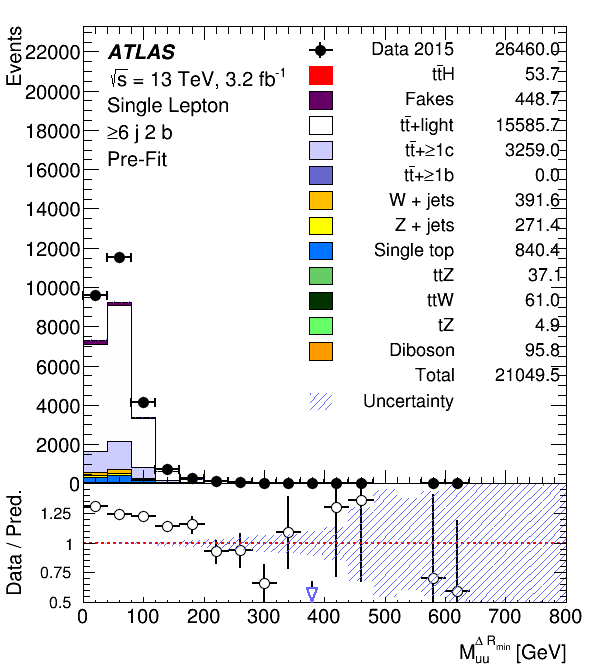 Events
22000
20000
18000
16000
14000
12000
10000
8000
6000
4000
2000
0
ATLAS
√s = 13 TeV, 3.2 fb⁻¹
Single Lepton
≥6 j 2 b
Pre-Fit
Data 2015 26460.0
tt̄H 53.7
Fakes 448.7
tt̄+light 15585.7
tt̄+≥1c 3259.0
tt̄+≥1b 0.0
W + jets 391.6
Z + jets 271.4
Single top 840.4
ttZ 37.1
ttW 61.0
tZ 4.9
Diboson 95.8
Total 21049.5
Uncertainty
Data / Pred.
1.25
1
0.75
0.5
0 100 200 300 400 500 600 700 800
M_uu^Δ R_min [GeV]